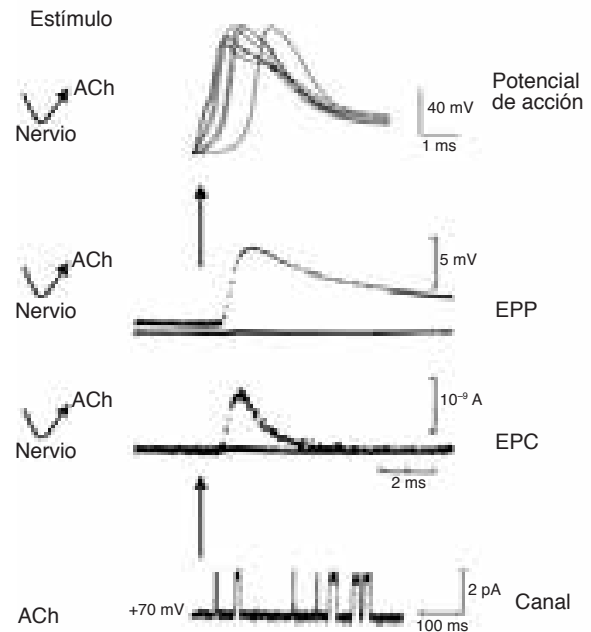 Estímulo
ACh
Nervio
40 mV
1 ms
Potencial
de acción
ACh
Nervio
5 mV
EPP
ACh
Nervio
10⁻⁹ A
EPC
2 ms
ACh
+70 mV
2 pA
100 ms
Canal